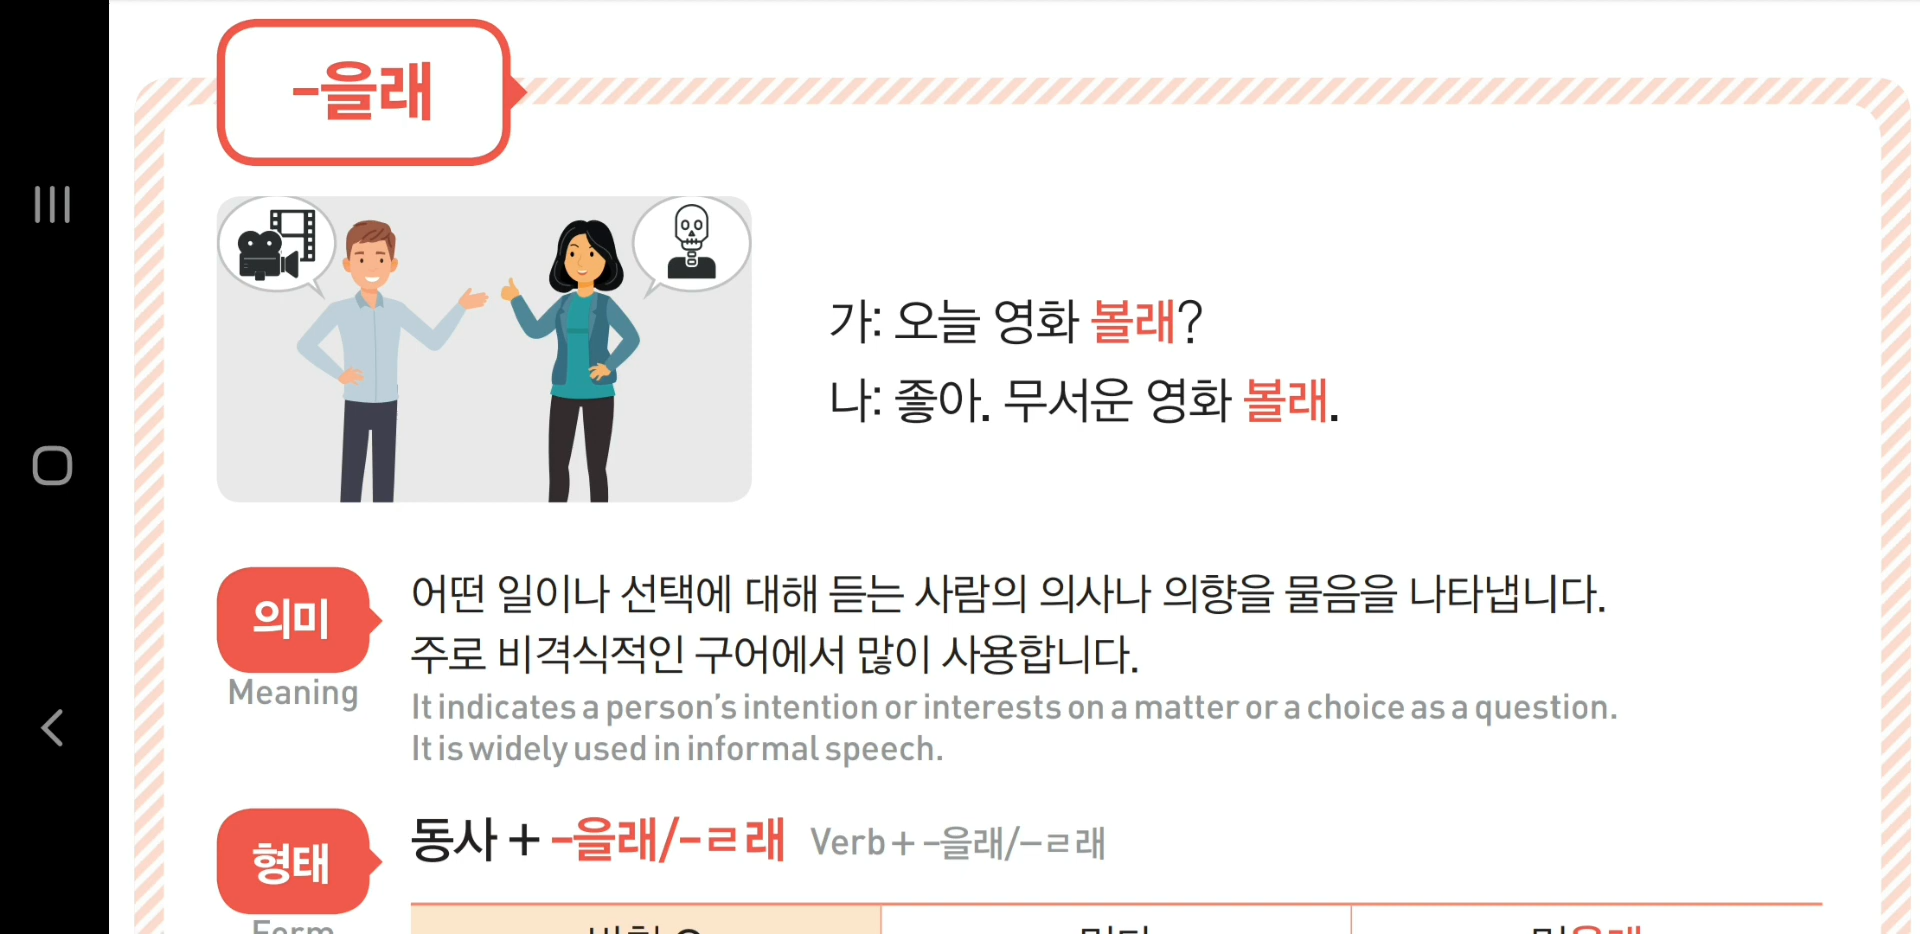 -을래
가: 오늘 영화 볼래?
나: 좋아. 무서운 영화 볼래.
의미
Meaning
어떤 일이나 선택에 대해 듣는 사람의 의사나 의향을 물음을 나타냅니다.
주로 비격식적인 구어에서 많이 사용합니다.
It indicates a person's intention or interests on a matter or a choice as a question.
It is widely used in informal speech.
형태
Form
동사 + -을래/-ㄹ래 Verb + -을래/-ㄹ래